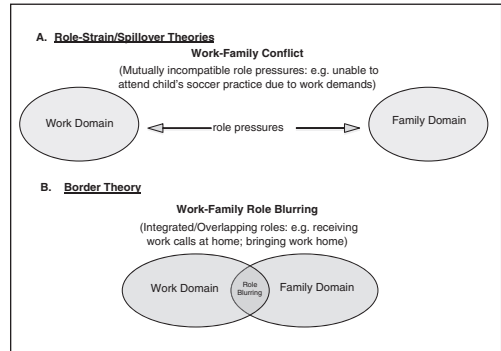 A. Role-Strain/Spillover Theories
Work-Family Conflict
(Mutually incompatible role pressures: e.g. unable to
attend child's soccer practice due to work demands)
Work Domain
role pressures
Family Domain
B. Border Theory
Work-Family Role Blurring
(Integrated/Overlapping roles: e.g. receiving
work calls at home; bringing work home)
Work Domain
Role
Blurring
Family Domain